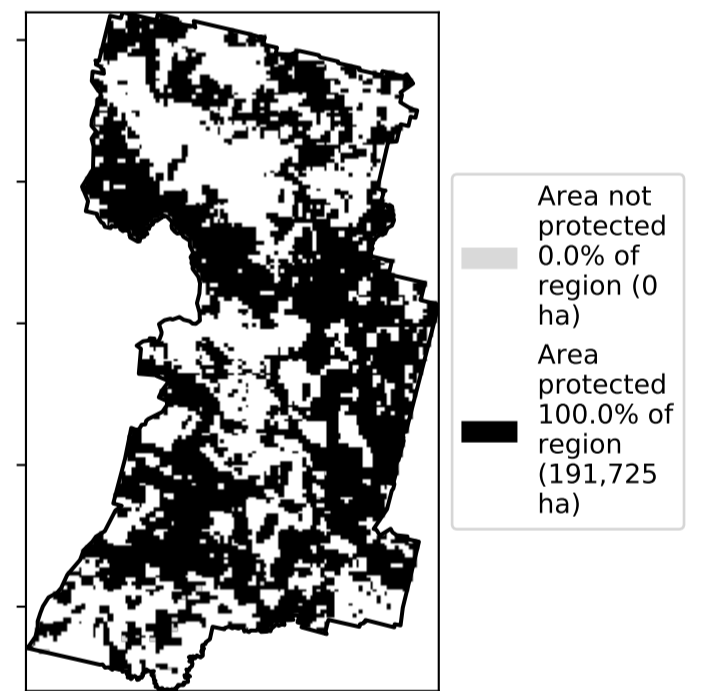 Area not
protected
0.0% of
region (0
ha)
Area
protected
100.0% of
region
(191,725
ha)